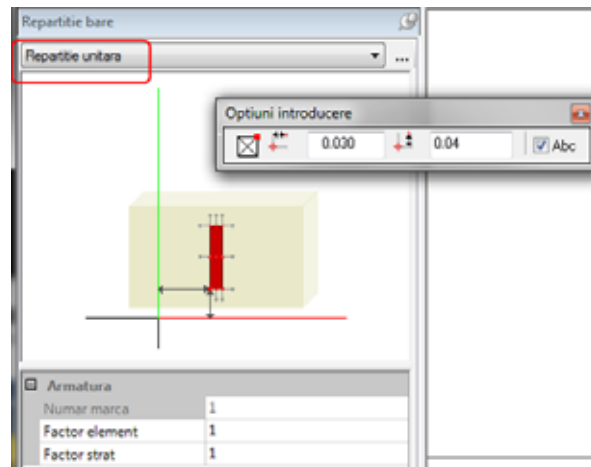 Repartitie bare
Repartitie unitara
...
Optiuni introducere
0.030 0.04 Abc
Armatura
Numar marca 1
Factor element 1
Factor strat 1